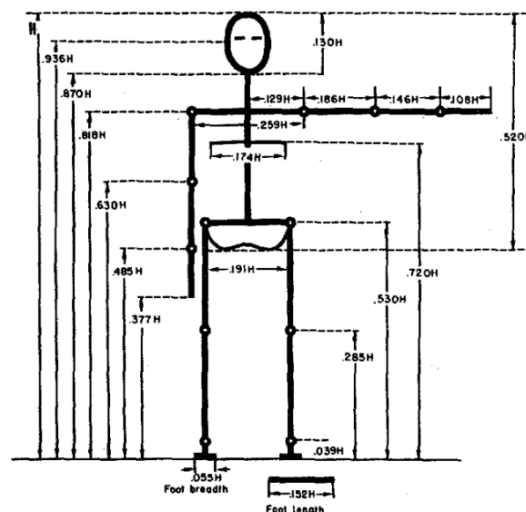 H
.130H
.936H
.870H
.129H
.186H
.146H
.108H
.818H
.259H
.520H
.174H
.630H
.485H
.191H
.720H
.530H
.377H
.285H
.039H
.055H
Foot breadth
.152H
Foot length